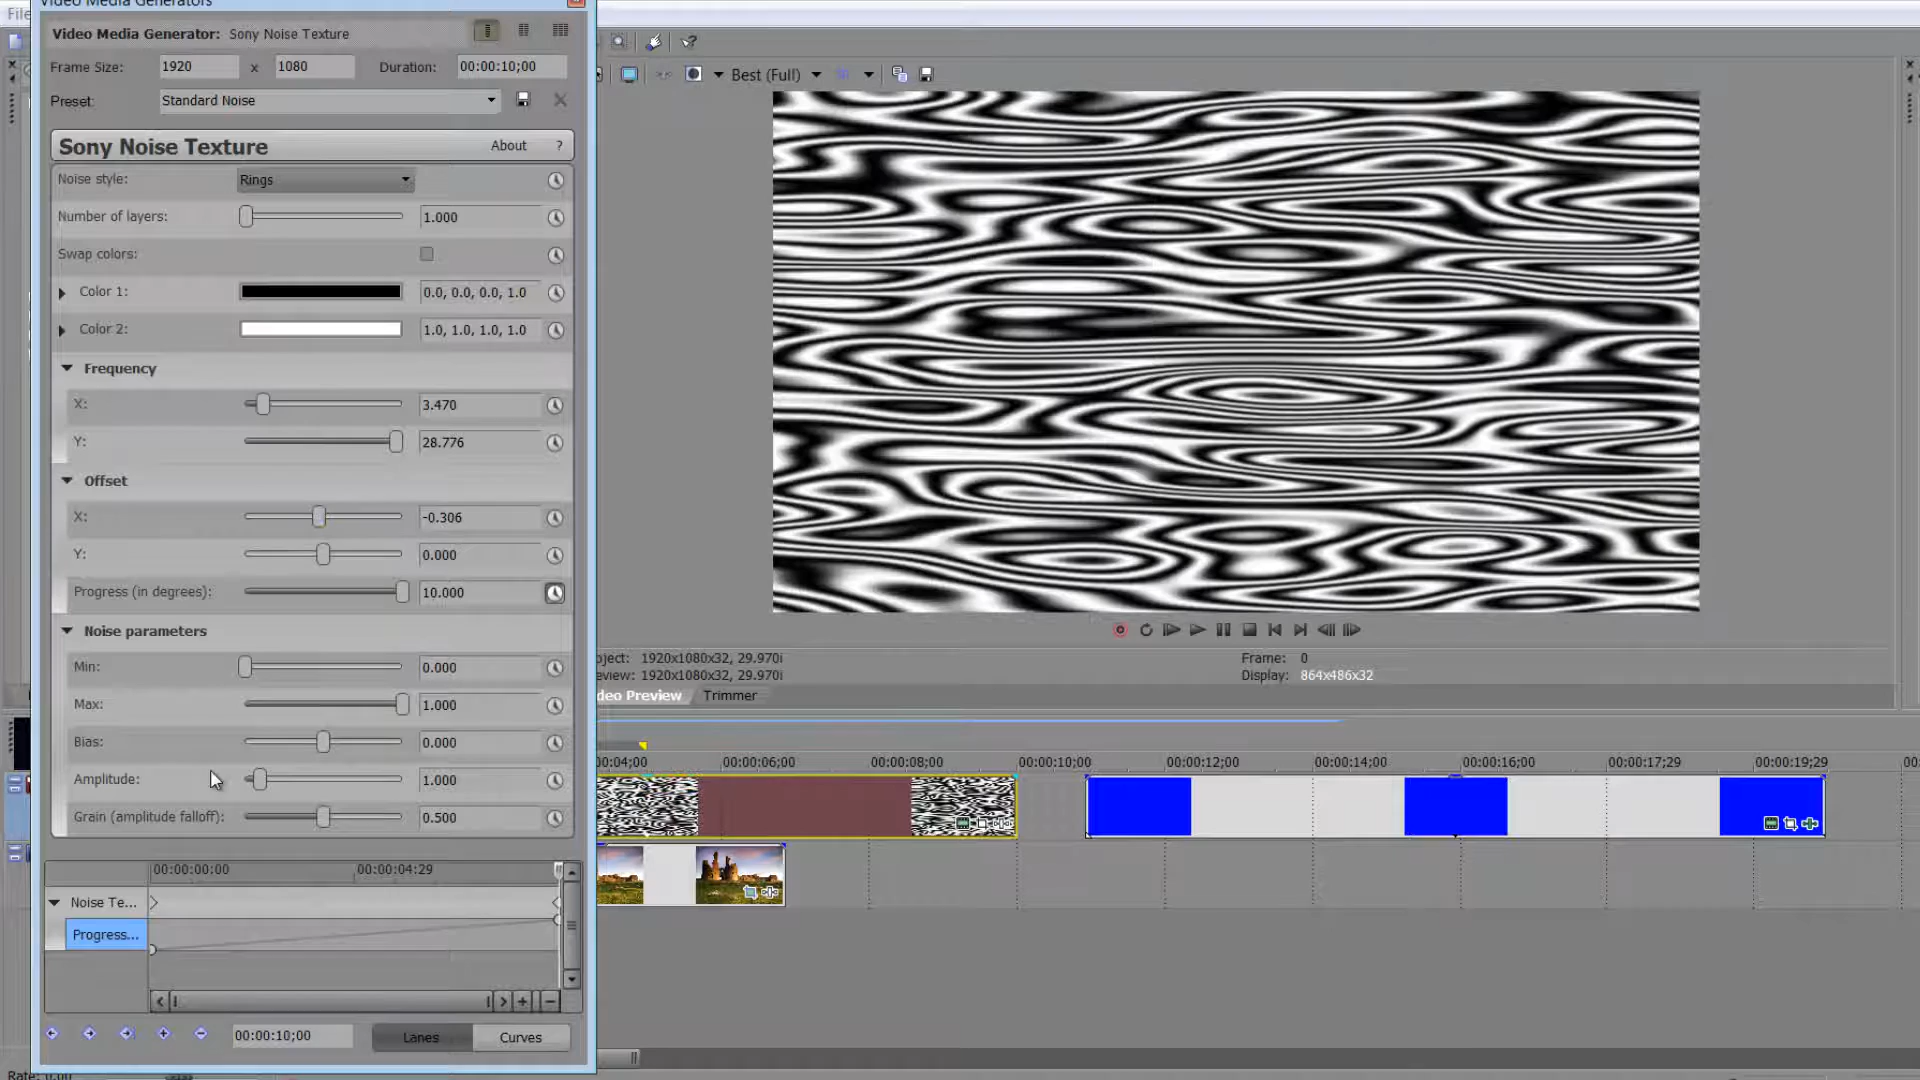 File
Video Media Generators
Video Media Generator: Sony Noise Texture
Frame Size: 1920 x 1080 Duration: 00:00:10;00
Preset: Standard Noise
Best (Full)
Sony Noise Texture About ?
Noise style: Rings
Number of layers: 1.000
Swap colors:
Color 1: 0.0, 0.0, 0.0, 1.0
Color 2: 1.0, 1.0, 1.0, 1.0
Frequency
X: 3.470
Y: 28.776
Offset
X: -0.306
Y: 0.000
Progress (in degrees): 10.000
Noise parameters
Min: 0.000
Max: 1.000
Bias: 0.000
Amplitude: 1.000
Grain (amplitude falloff): 0.500
00:00:00:00 00:00:04:29
Noise Te...
Progress...
00:00:10;00 Lanes Curves
oject: 1920x1080x32, 29.970i Frame: 0
eview: 1920x1080x32, 29.970i Display: 864x486x32
deo Preview Trimmer
00:04;00 00:00:06;00 00:00:08;00 00:00:10;00 00:00:12;00 00:00:14;00 00:00:16;00 00:00:17;29 00:00:19;29 00
Rate: 0.00